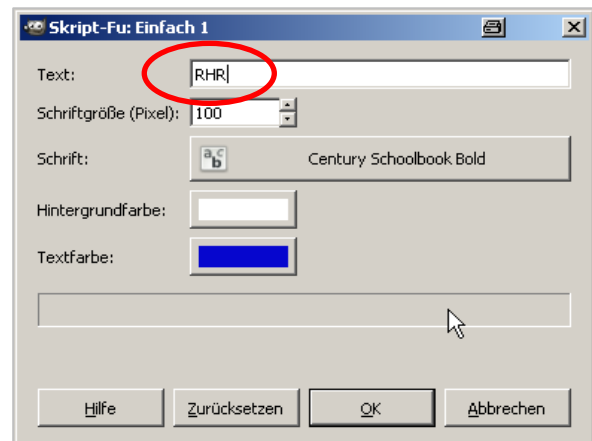 Skript-Fu: Einfach 1
Text: RHR
Schriftgröße (Pixel): 100
Schrift: Century Schoolbook Bold
Hintergrundfarbe:
Textfarbe:
Hilfe Zurücksetzen OK Abbrechen